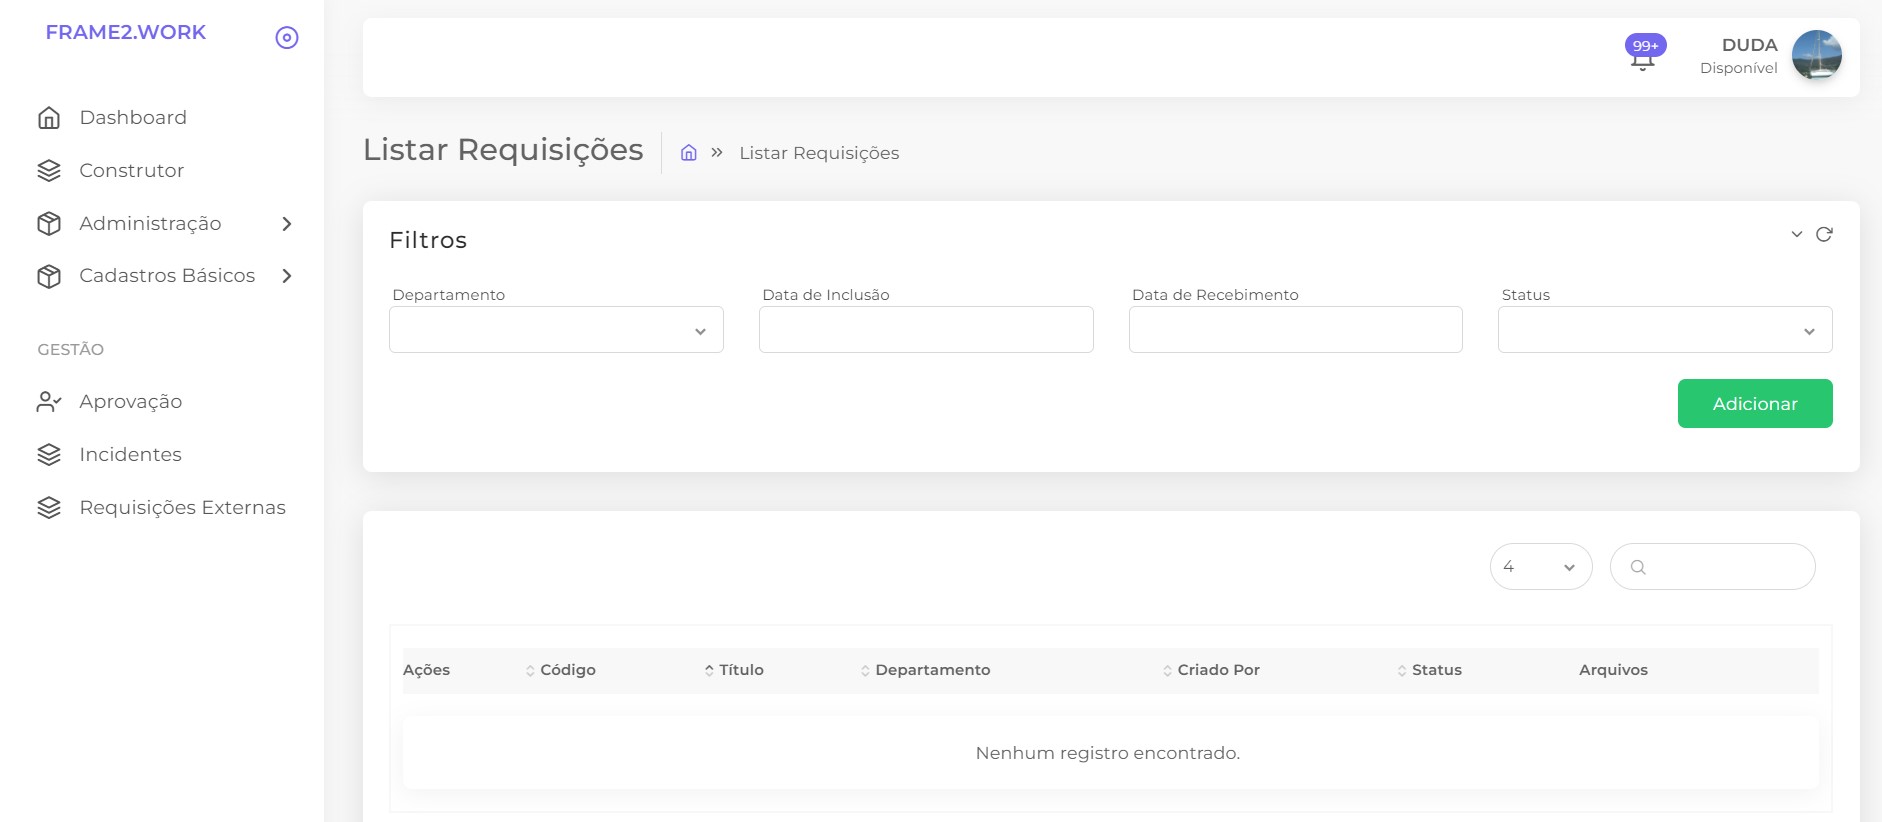 FRAME2.WORK
99+
DUDA
Disponível
Dashboard
Construtor
Administração
Cadastros Básicos
GESTÃO
Aprovação
Incidentes
Requisições Externas
Listar Requisições
Listar Requisições
Filtros
Departamento
Data de Inclusão
Data de Recebimento
Status
Adicionar
4
Ações Código Título Departamento Criado Por Status Arquivos
Nenhum registro encontrado.